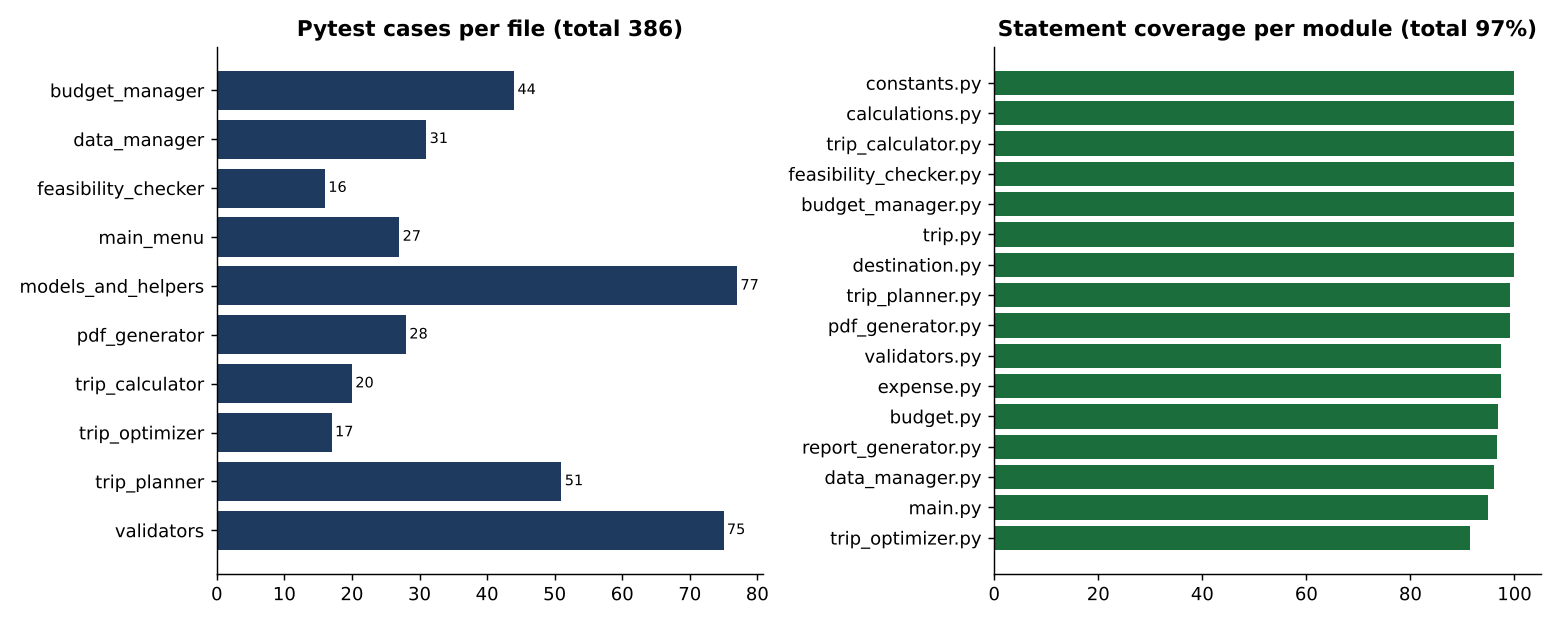 Pytest cases per file (total 386)
budget_manager 44
data_manager 31
feasibility_checker 16
main_menu 27
models_and_helpers 77
pdf_generator 28
trip_calculator 20
trip_optimizer 17
trip_planner 51
validators 75
0 10 20 30 40 50 60 70 80
Statement coverage per module (total 97%)
constants.py
calculations.py
trip_calculator.py
feasibility_checker.py
budget_manager.py
trip.py
destination.py
trip_planner.py
pdf_generator.py
validators.py
expense.py
budget.py
report_generator.py
data_manager.py
main.py
trip_optimizer.py
0 20 40 60 80 100